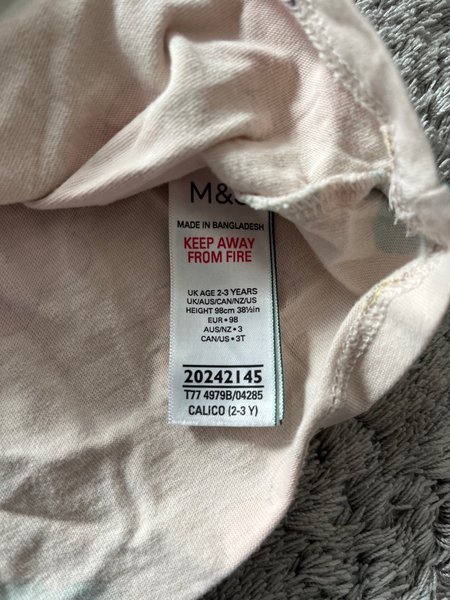 M&S
MADE IN BANGLADESH
KEEP AWAY
FROM FIRE
UK AGE 2-3 YEARS
UK/AUS/CAN/NZ/US
HEIGHT 98cm 38½in
EUR • 98
AUS/NZ • 3
CAN/US • 3T
20242145
T77 4979B/04285
CALICO (2-3 Y)